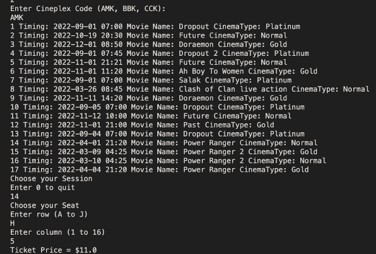 Enter Cineplex Code (AMK, BBK, CCK):
AMK
1 Timing: 2022-09-01 07:00 Movie Name: Dropout CinemaType: Platinum
2 Timing: 2022-10-19 20:30 Movie Name: Future CinemaType: Normal
3 Timing: 2022-12-01 08:50 Movie Name: Doraemon CinemaType: Gold
4 Timing: 2022-09-01 07:45 Movie Name: Dropout 2 CinemaType: Platinum
5 Timing: 2022-11-01 21:21 Movie Name: Future CinemaType: Normal
6 Timing: 2022-11-01 11:20 Movie Name: Ah Boy To Women CinemaType: Gold
7 Timing: 2022-09-01 07:00 Movie Name: Salak CinemaType: Platinum
8 Timing: 2022-03-26 08:45 Movie Name: Clash of Clan live action CinemaType: Normal
9 Timing: 2022-11-11 14:20 Movie Name: Doraemon CinemaType: Gold
10 Timing: 2022-09-05 07:00 Movie Name: Dropout CinemaType: Platinum
11 Timing: 2022-11-12 10:00 Movie Name: Future CinemaType: Normal
12 Timing: 2022-11-01 21:00 Movie Name: Past CinemaType: Gold
13 Timing: 2022-09-04 07:00 Movie Name: Dropout CinemaType: Platinum
14 Timing: 2022-04-01 21:20 Movie Name: Power Ranger CinemaType: Normal
15 Timing: 2022-03-09 04:25 Movie Name: Power Ranger 2 CinemaType: Gold
16 Timing: 2022-03-10 04:25 Movie Name: Power Ranger 2 CinemaType: Normal
17 Timing: 2022-04-04 21:20 Movie Name: Power Ranger CinemaType: Gold
Choose your Session
Enter 0 to quit
14
Choose your Seat
Enter row (A to J)
H
Enter column (1 to 16)
5
Ticket Price = $11.0